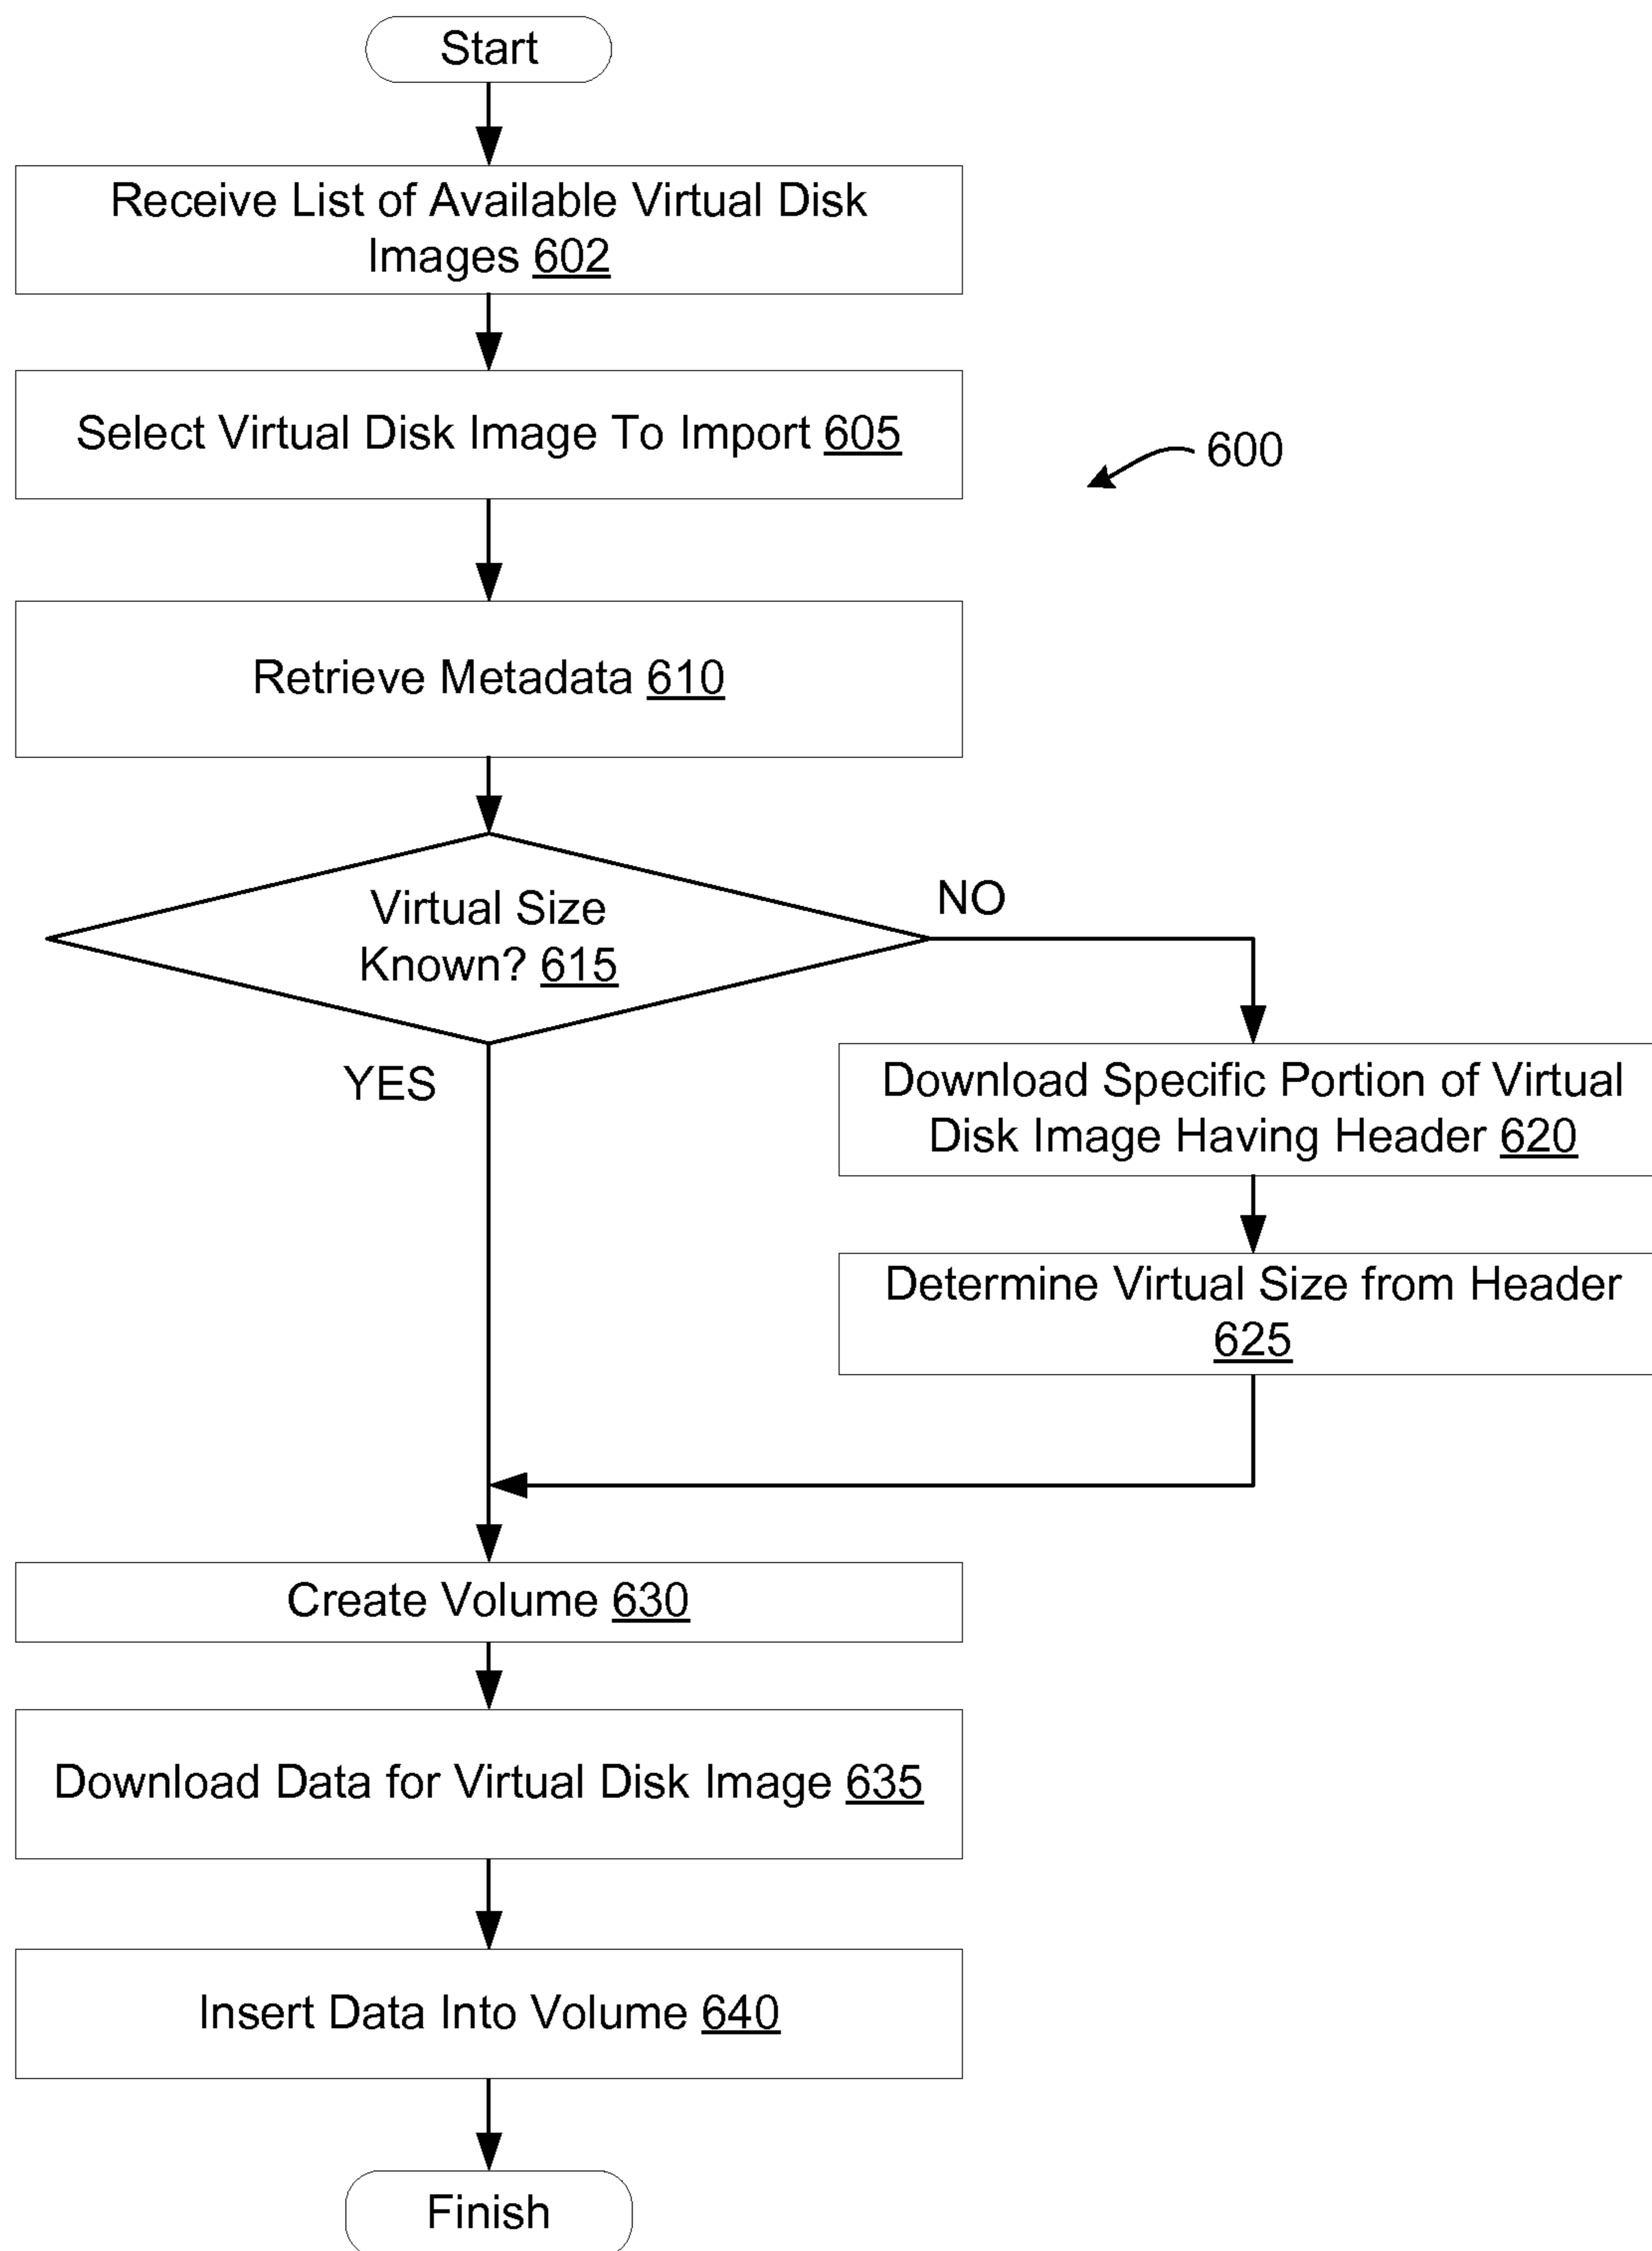 Start
Receive List of Available Virtual Disk
Images 602
Select Virtual Disk Image To Import 605
600
Retrieve Metadata 610
Virtual Size
Known? 615
NO
YES
Download Specific Portion of Virtual
Disk Image Having Header 620
Determine Virtual Size from Header
625
Create Volume 630
Download Data for Virtual Disk Image 635
Insert Data Into Volume 640
Finish